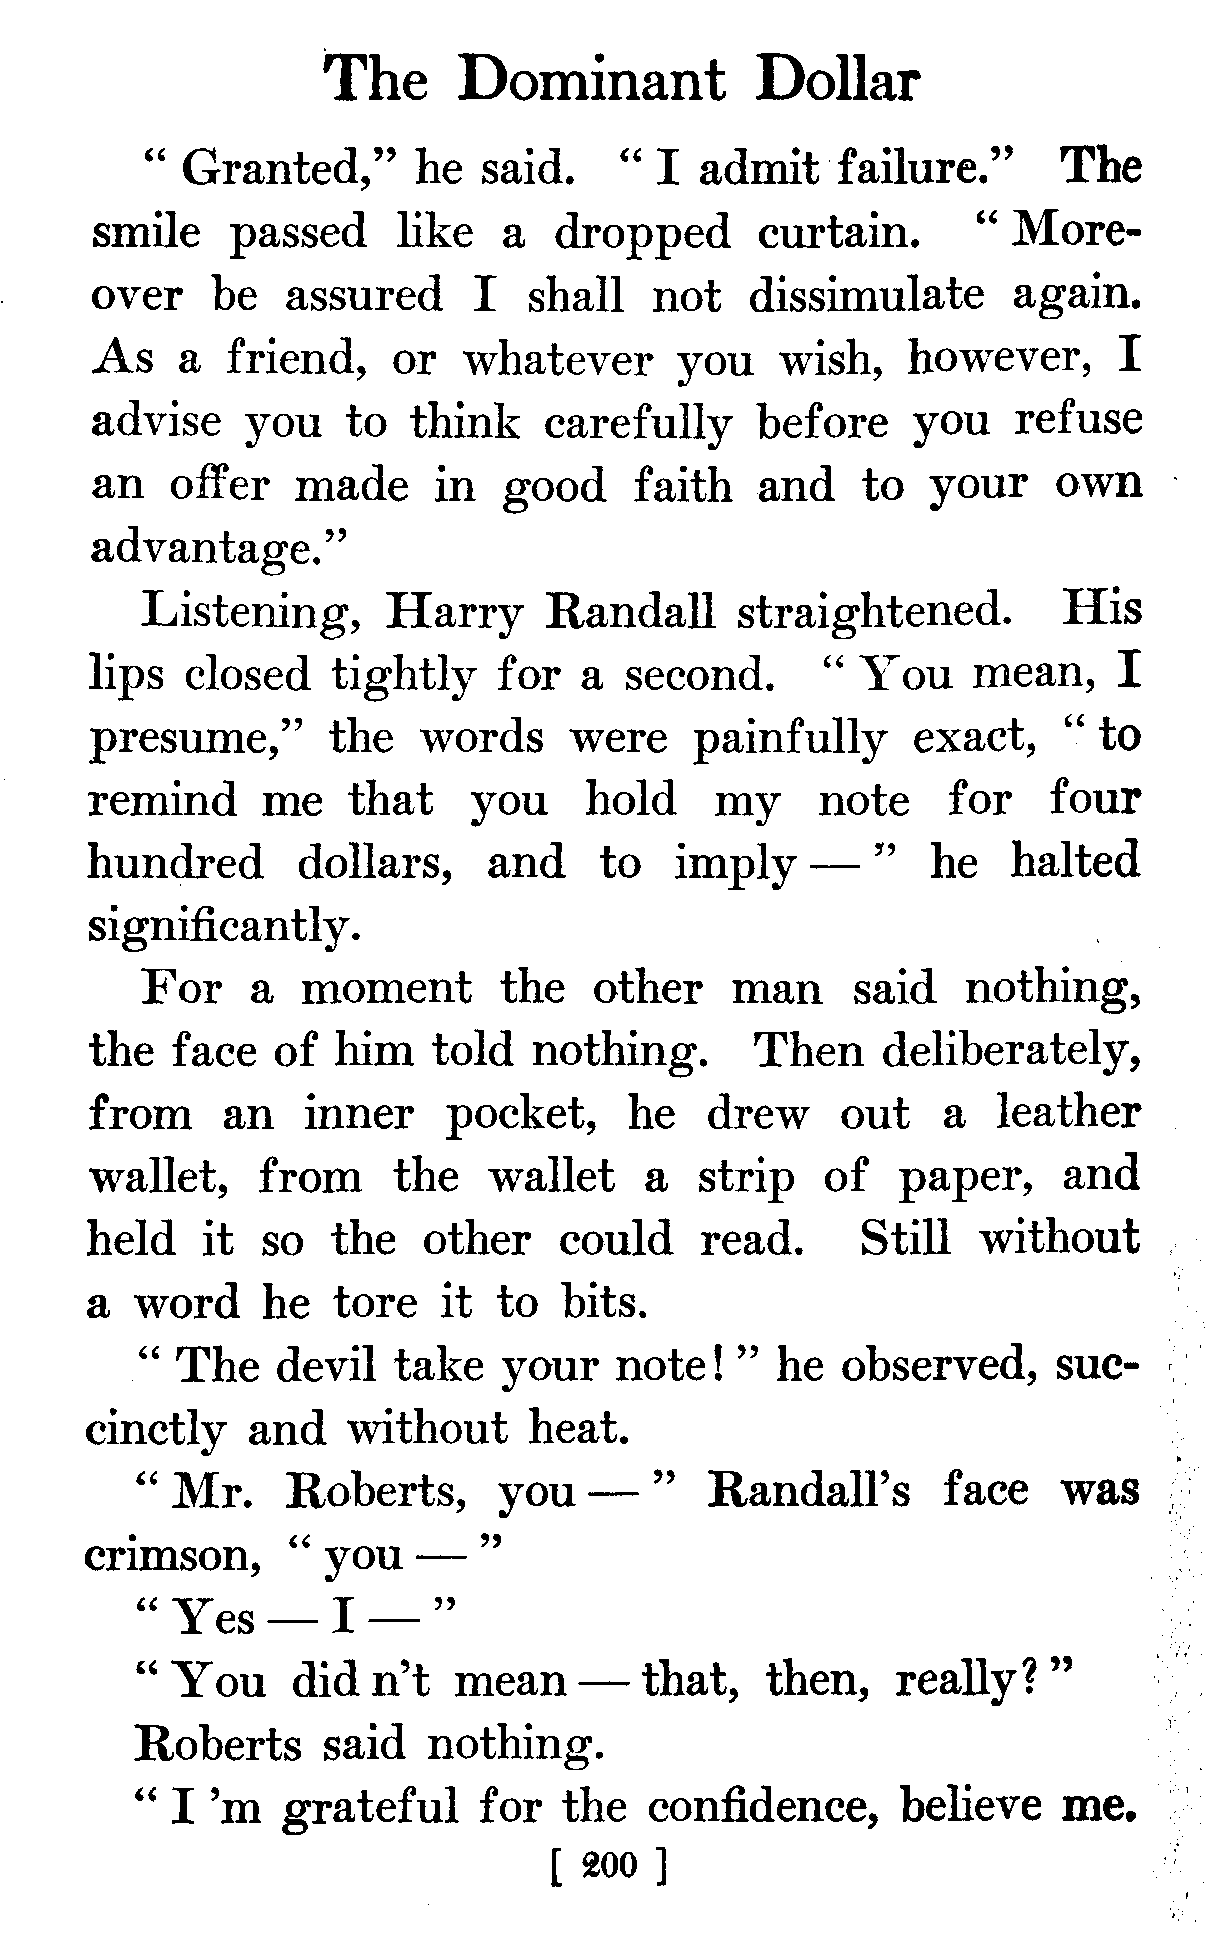 The Dominant Dollar
“ Granted,” he said. “ I admit failure.” The
smile passed like a dropped curtain. “ More-
over be assured I shall not dissimulate again.
As a friend, or whatever you wish, however, I
advise you to think carefully before you refuse
an offer made in good faith and to your own
advantage.”
Listening, Harry Randall straightened. His
lips closed tightly for a second. “ You mean, I
presume,” the words were painfully exact, “ to
remind me that you hold my note for four
hundred dollars, and to imply — ” he halted
significantly.
For a moment the other man said nothing,
the face of him told nothing. Then deliberately,
from an inner pocket, he drew out a leather
wallet, from the wallet a strip of paper, and
held it so the other could read. Still without
a word he tore it to bits.
“ The devil take your note! ” he observed, suc-
cinctly and without heat.
“ Mr. Roberts, you — ” Randall’s face was
crimson, “ you — ”
“ Yes — I — ”
“ You did n’t mean — that, then, really? ”
Roberts said nothing.
“ I ’m grateful for the confidence, believe me.
[ 200 ]